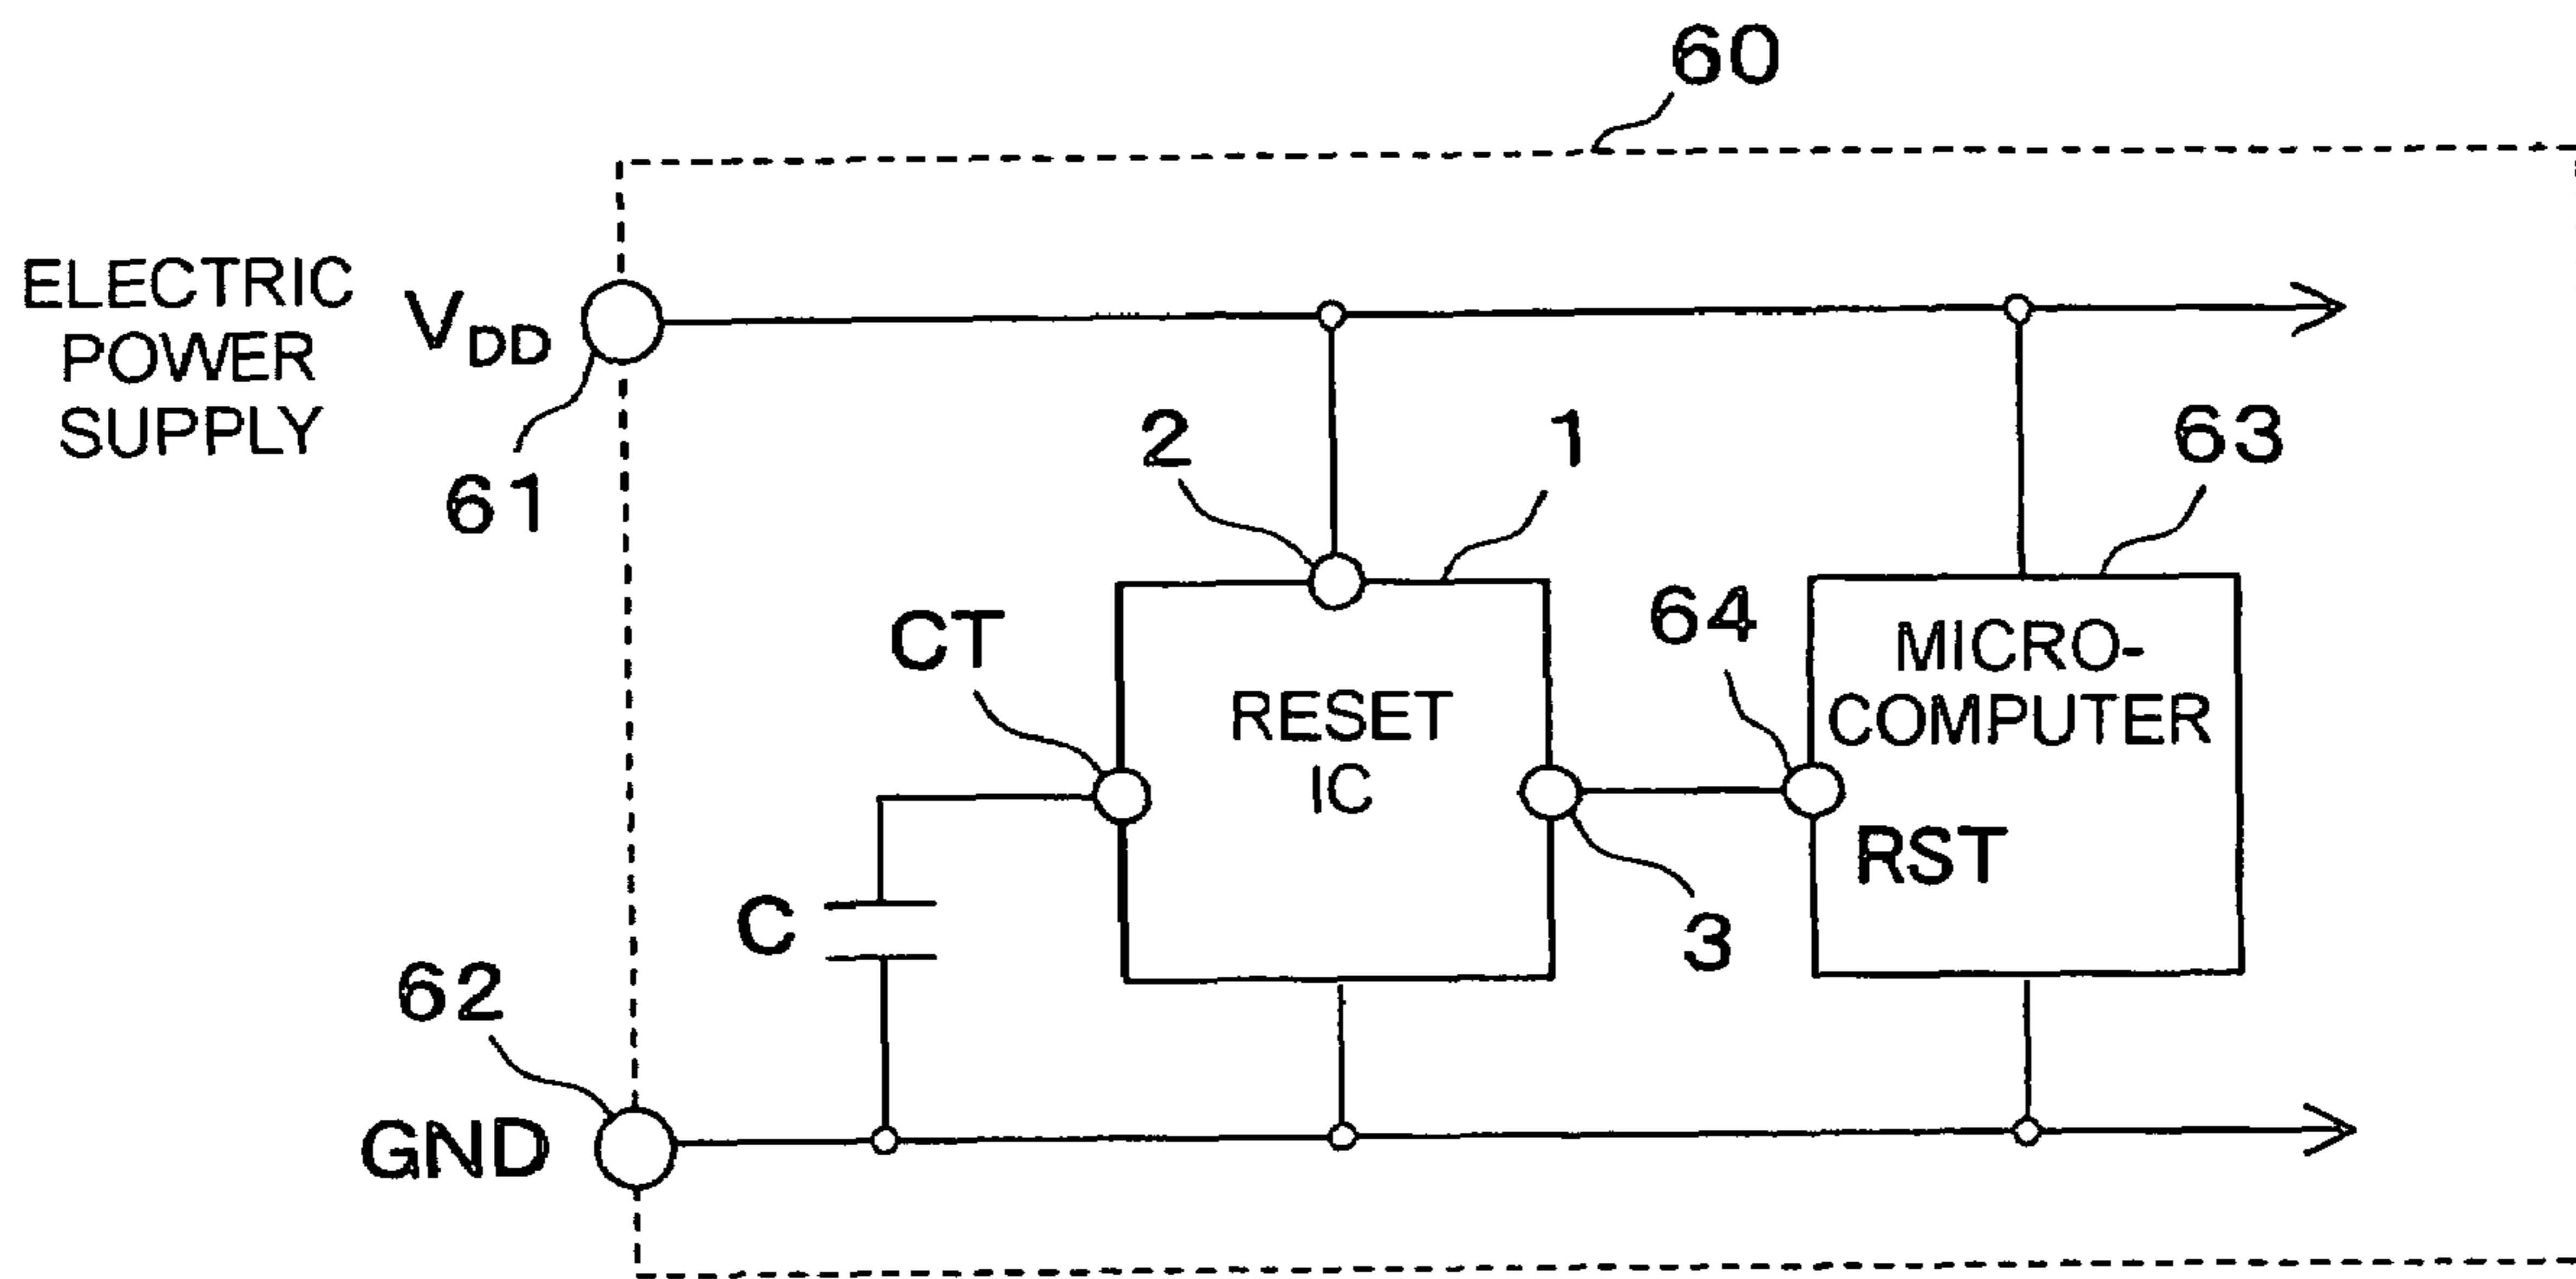 60
ELECTRIC
POWER
SUPPLY
VDD
61
2
1
63
CT
64
MICRO-
COMPUTER
RESET
IC
RST
C
3
62
GND